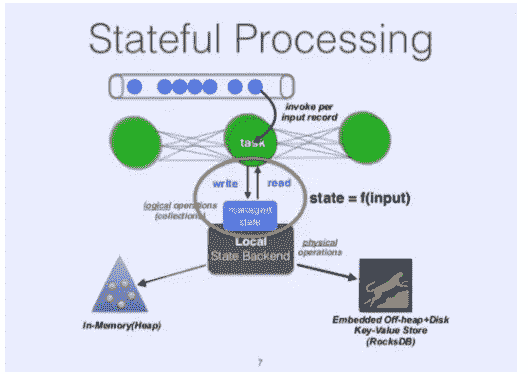 Stateful Processing
invoke per
input record
task
write
read
state = f(input)
logical operations
(collections)
managed
state
Local
State Backend
physical
operations
In-Memory(Heap)
Embedded Off-heap+Disk
Key-Value Store
(RocksDB)
7